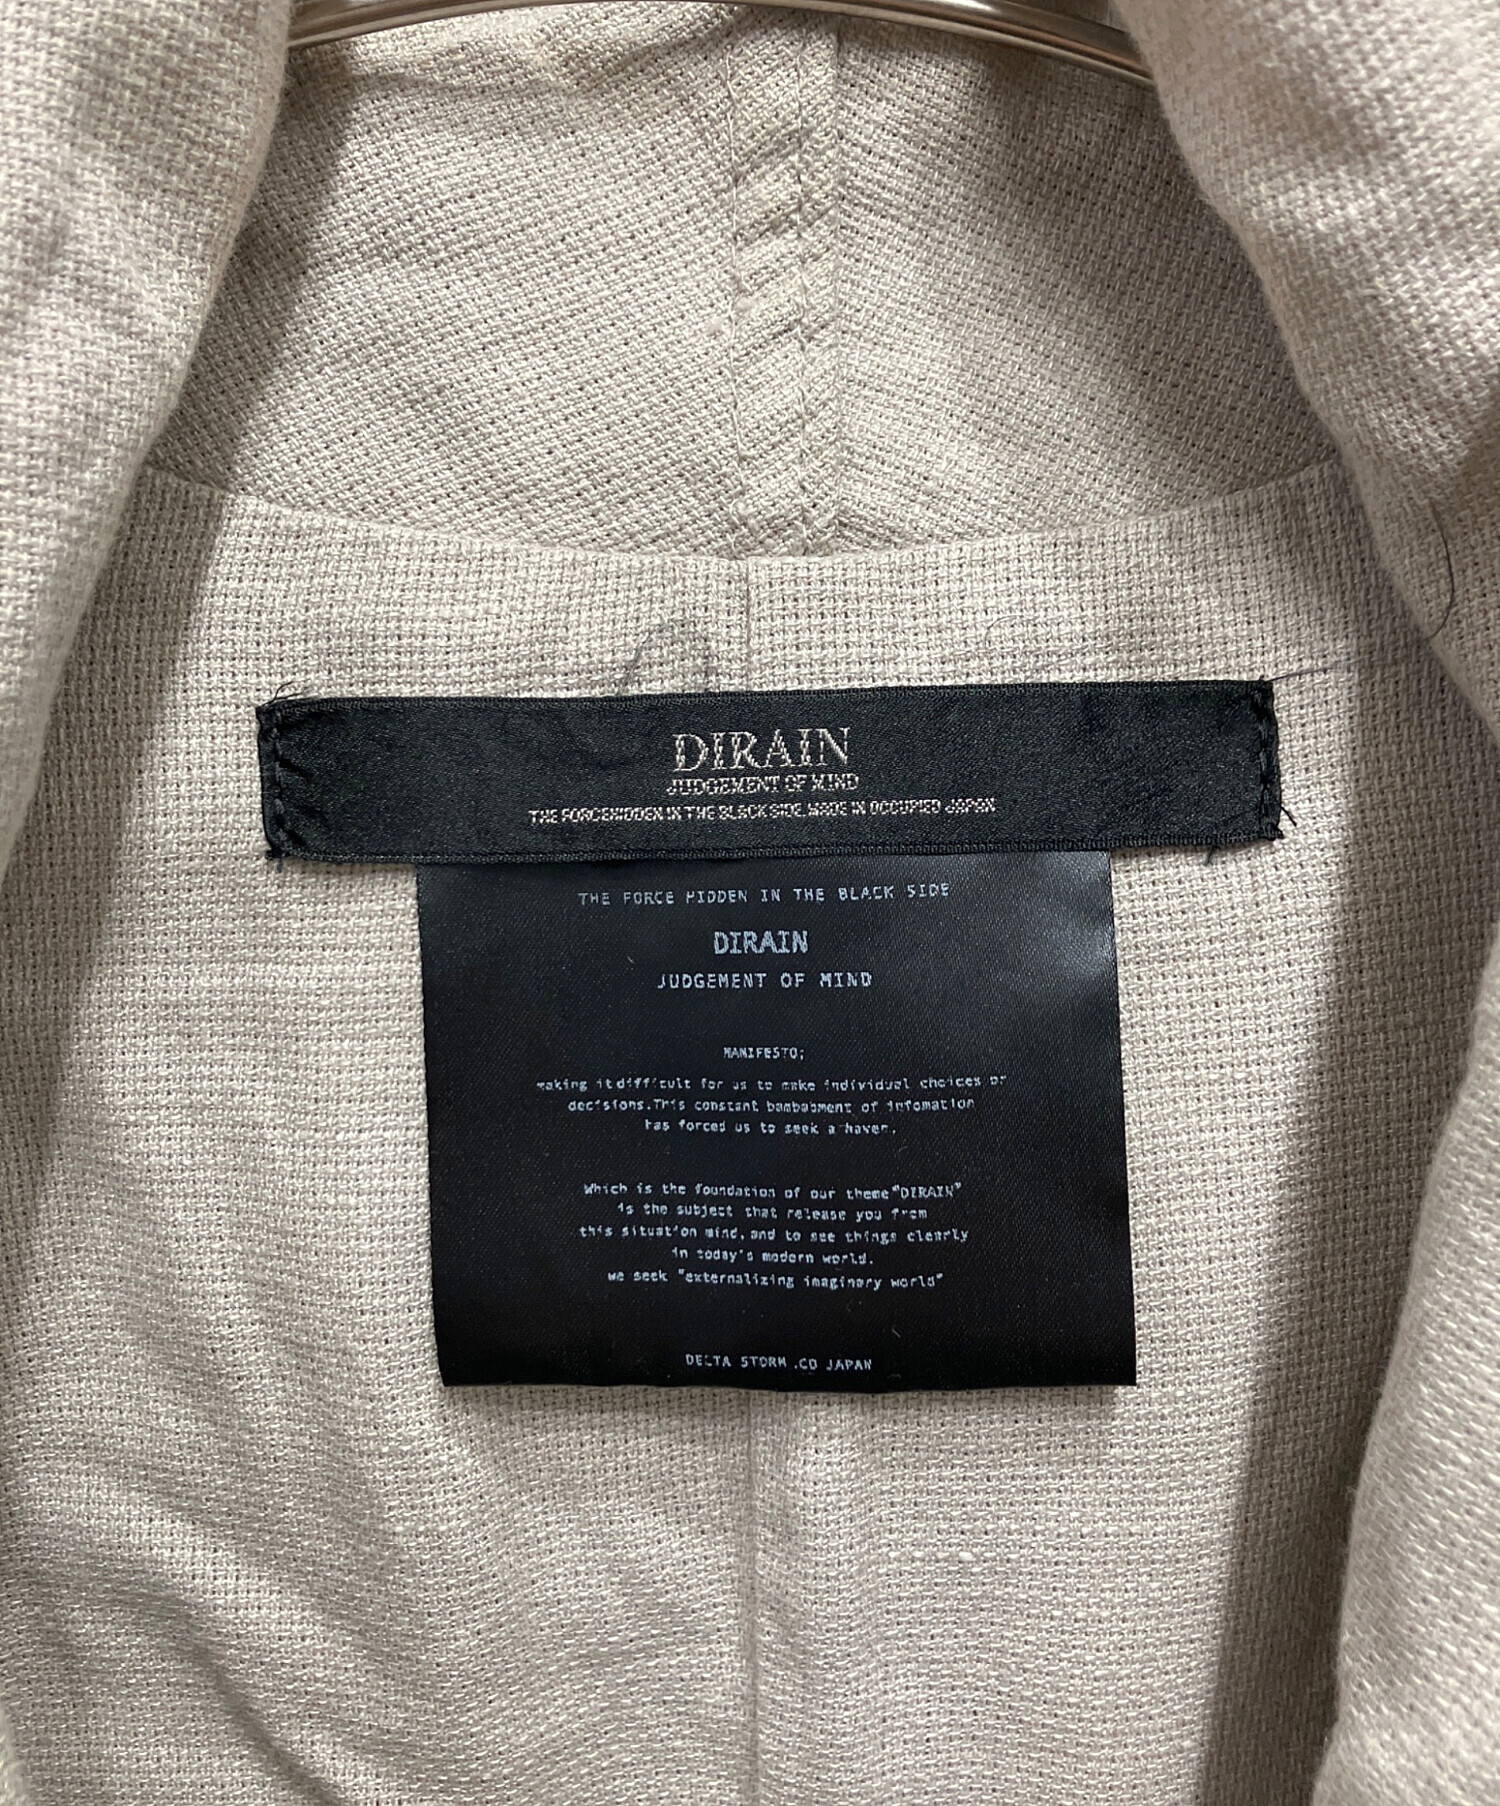 DIRAIN
JUDGEMENT OF MIND
THE FORCEHIDDEN IN THE BLACK SIDE. MADE IN OCCUPIED JAPAN
THE FORCE HIDDEN IN THE BLACK SIDE
DIRAIN
JUDGEMENT OF MIND
MANIFESTO;
making it difficult for us to make individual choices or
decisions.This constant bambabment of infomation
has forced us to seek a haven.
Which is the foundation of our theme"DIRAIN"
is the subject that release you from
this situation mind, and to see things clearly
in today's modern world.
we seek "externalizing imaginary world"
DELTA STORM .CO JAPAN